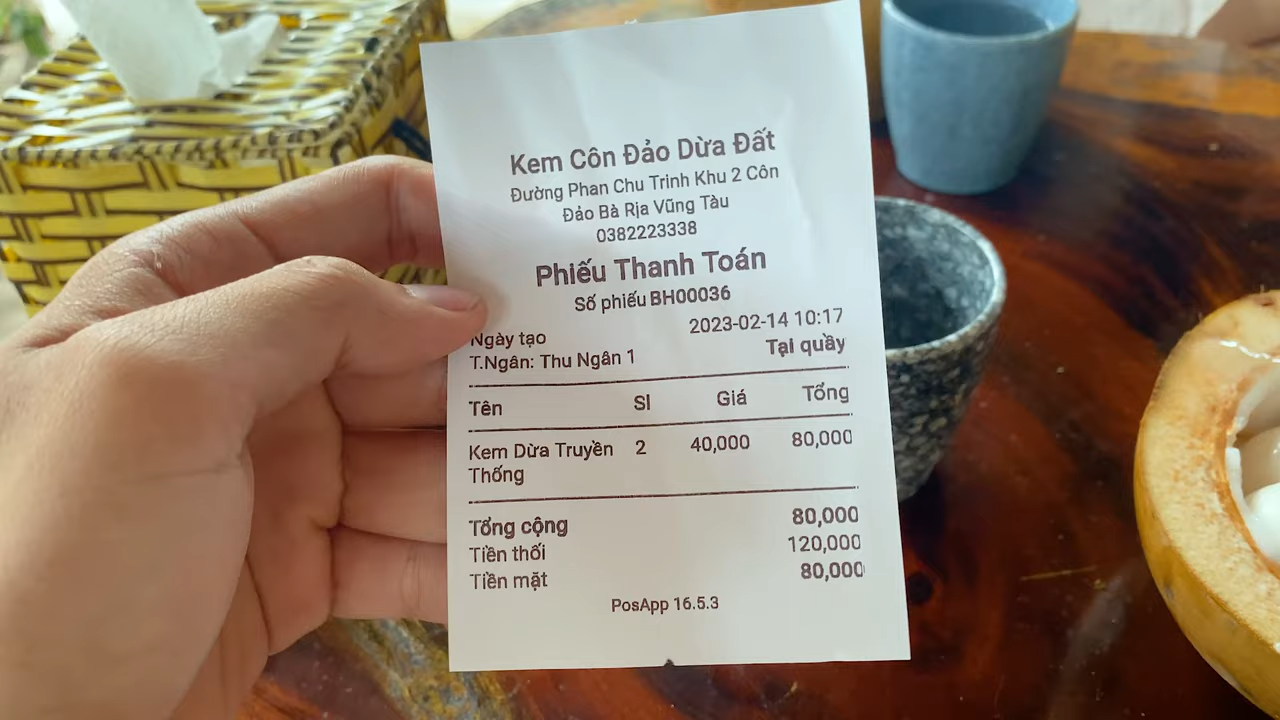 Kem Côn Đảo Dừa Đất
Đường Phan Chu Trinh Khu 2 Côn
Đảo Bà Rịa Vũng Tàu
0382223338
Phiếu Thanh Toán
Số phiếu BH00036
Ngày tạo 2023-02-14 10:17
T.Ngân: Thu Ngân 1 Tại quầy
Tên Sl Giá Tổng
Kem Dừa Truyền 2 40,000 80,000
Thống
Tổng cộng 80,000
Tiền thối 120,000
Tiền mặt 80,000
PosApp 16.5.3